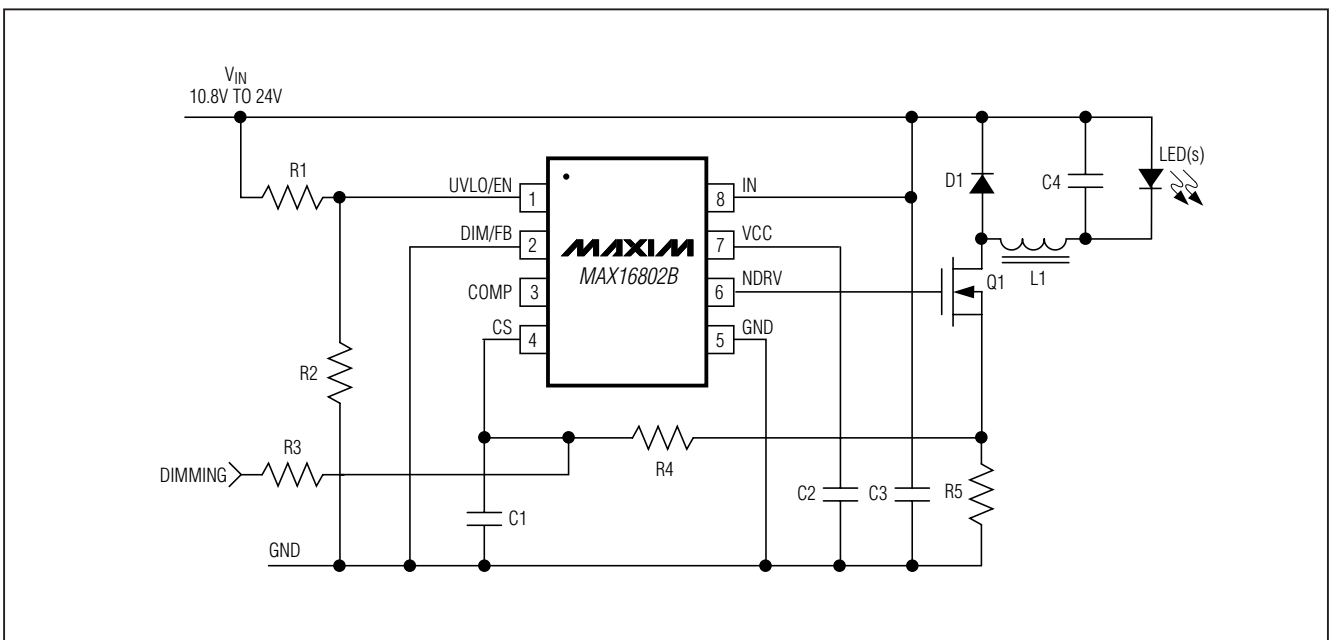 VIN
10.8V TO 24V
R1
UVLO/EN
1
8
IN
D1
C4
LED(s)
DIM/FB
2
MAXIM
MAX16802B
7
VCC
COMP
3
6
NDRV
Q1
L1
CS
4
5
GND
R2
R3
DIMMING
R4
C1
C2
C3
R5
GND